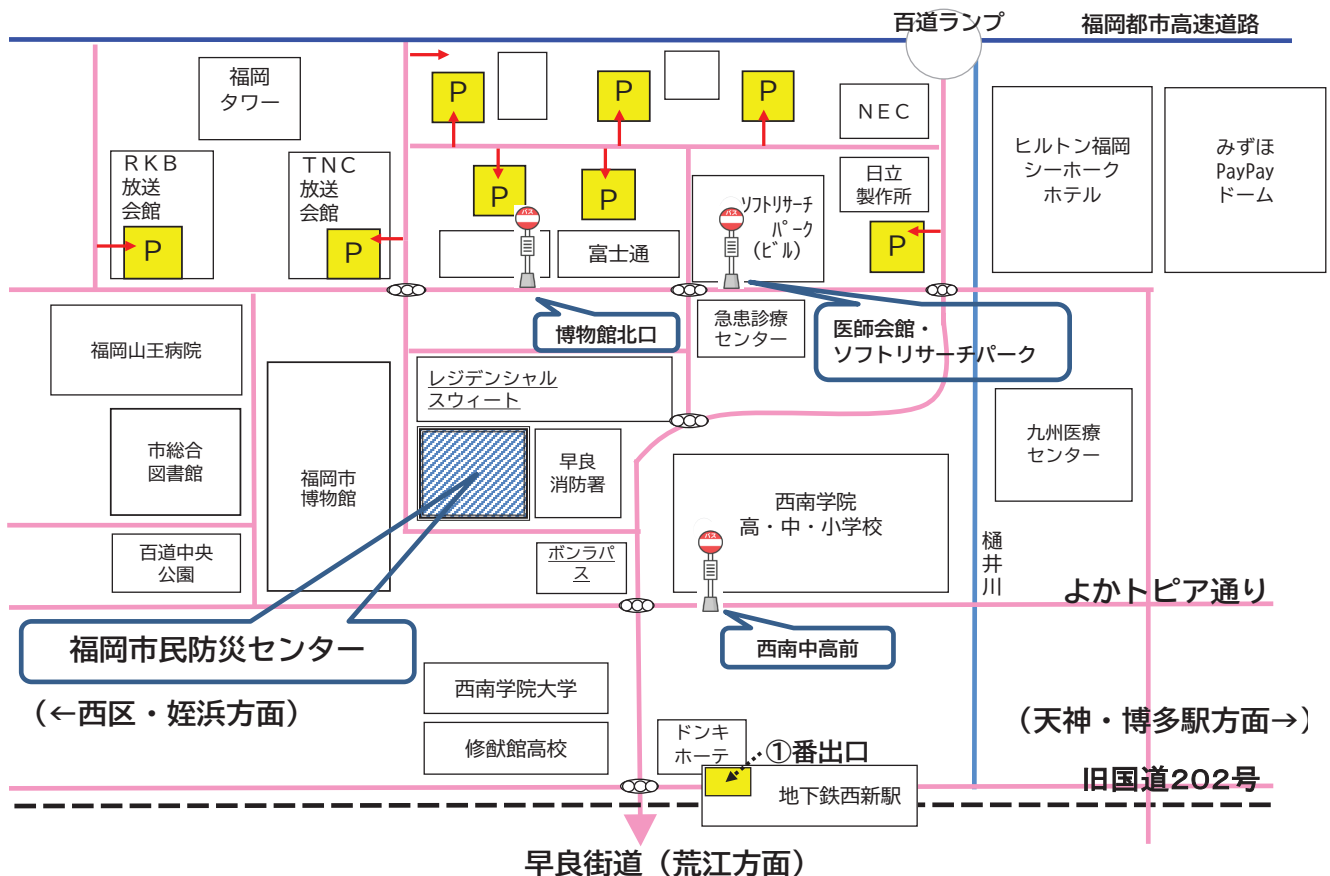 百道ランプ
福岡都市高速道路
福岡
タワー
P
P
P
ＮＥＣ
ＲＫＢ
放送
会館
P
ＴＮＣ
放送
会館
P
P
P
バス
富士通
ソフトリサーチ
パーク
(ビル)
バス
日立
製作所
P
ヒルトン福岡
シーホーク
ホテル
みずほ
PayPay
ドーム
博物館北口
急患診療
センター
医師会館・
ソフトリサーチパーク
福岡山王病院
レジデンシャル
スウィート
市総合
図書館
福岡市
博物館
早良
消防署
西南学院
高・中・小学校
九州医療
センター
百道中央
公園
ボンラパ
ス
バス
樋井川
よかトピア通り
福岡市民防災センター
西南中高前
西南学院大学
(←西区・姪浜方面)
(天神・博多駅方面→)
修猷館高校
ドンキ
ホーテ
①番出口
地下鉄西新駅
旧国道202号
早良街道（荒江方面）